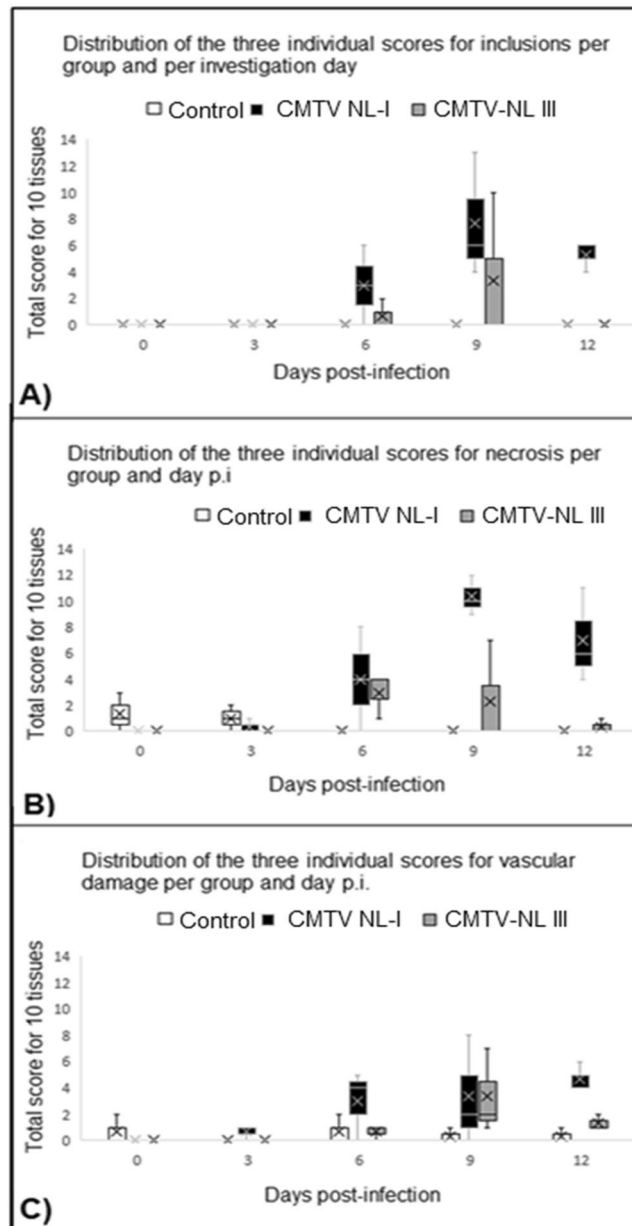 Distribution of the three individual scores for inclusions per
group and per investigation day
Control CMTV NL-I CMTV-NL III
Total score for 10 tissues
14
12
10
8
6
4
2
0
0 3 6 9 12
Days post-infection
A)
Distribution of the three individual scores for necrosis per
group and day p.i
Control CMTV NL-I CMTV-NL III
Total score for 10 tissues
14
12
10
8
6
4
2
0
0 3 6 9 12
Days post-infection
B)
Distribution of the three individual scores for vascular
damage per group and day p.i.
Control CMTV NL-I CMTV-NL III
Total score for 10 tissues
14
12
10
8
6
4
2
0
0 3 6 9 12
Days post-infection
C)